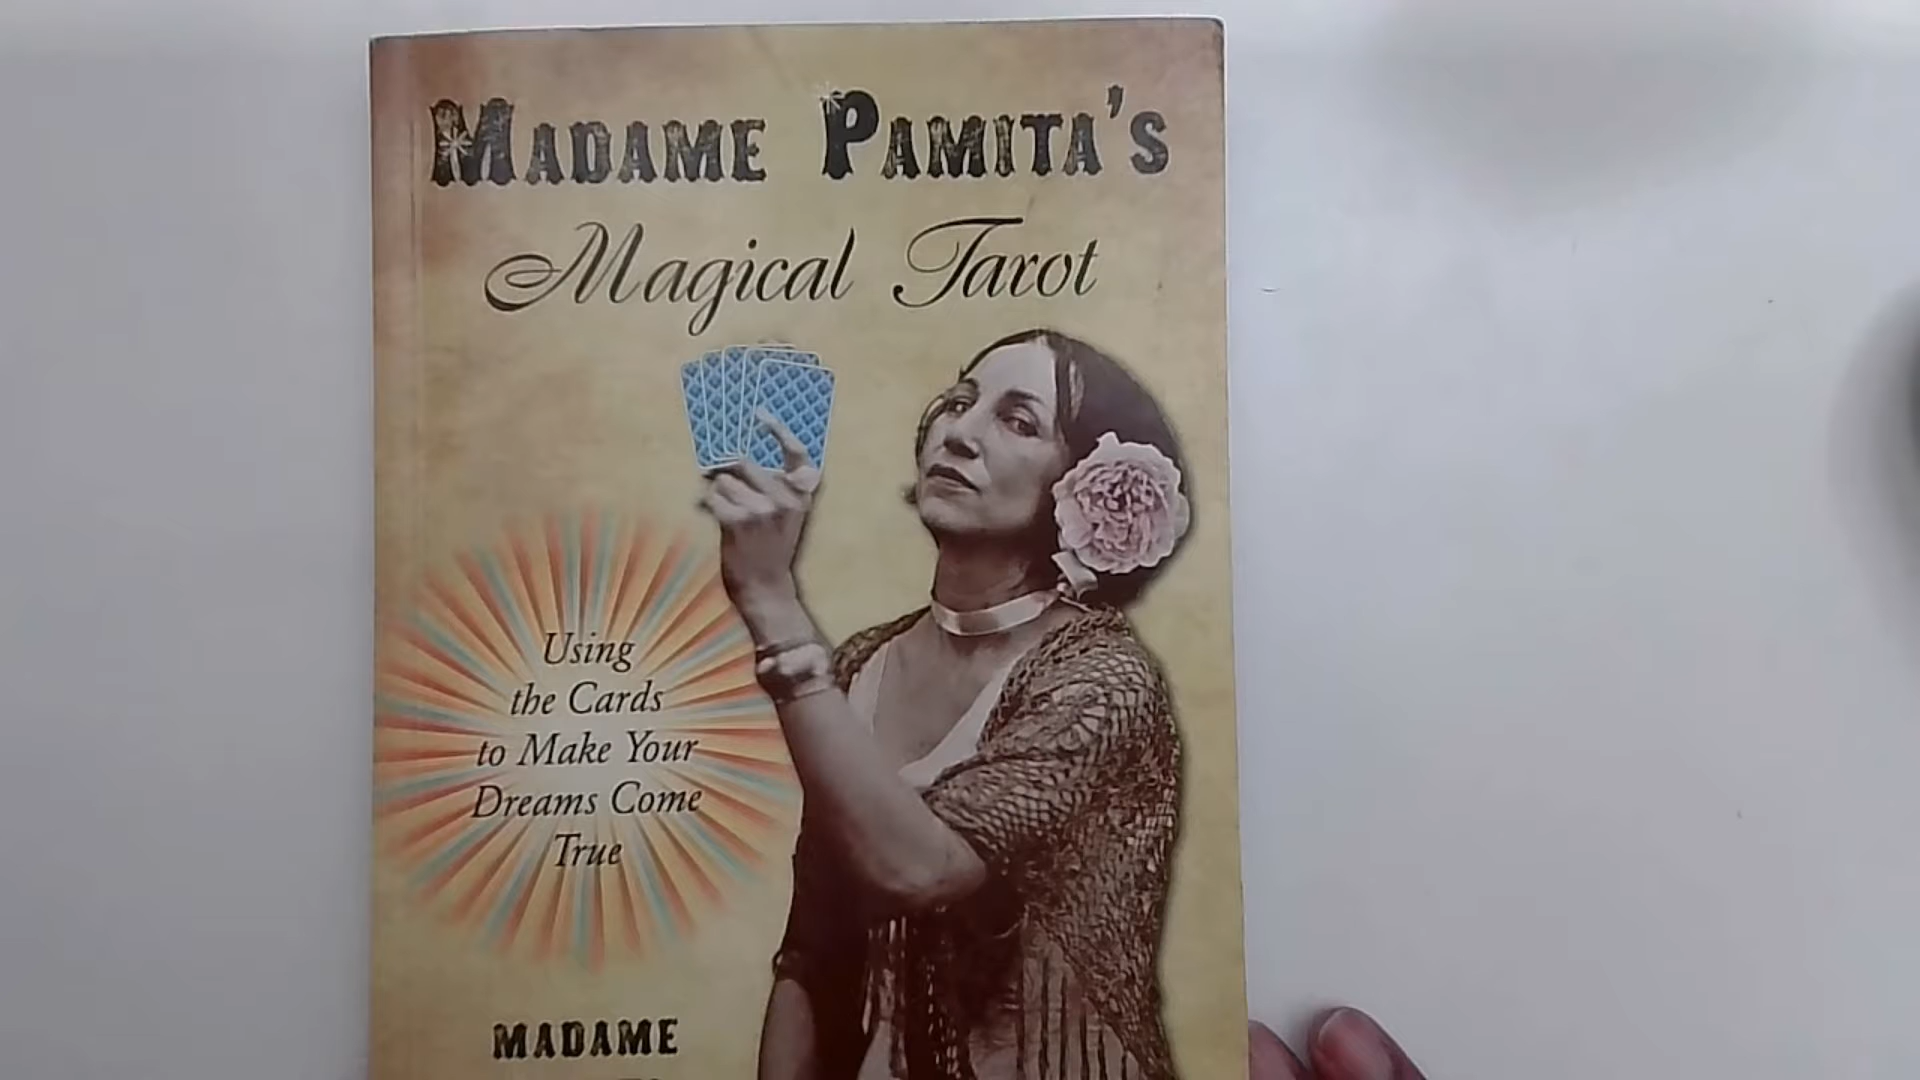 MADAME PAMITA'S
Magical Tarot
Using
the Cards
to Make Your
Dreams Come
True
MADAME